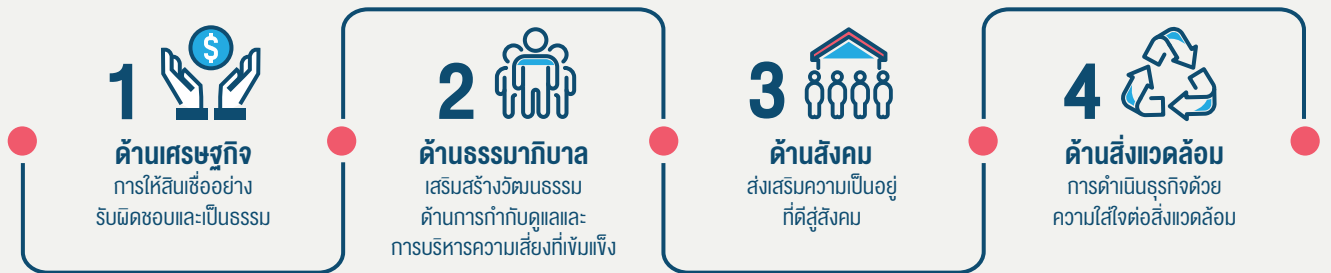 1
ด้านเศรษฐกิจ
การให้สินเชื่ออย่าง
รับผิดชอบและเป็นธรรม
2
ด้านธรรมาภิบาล
เสริมสร้างวัฒนธรรม
ด้านการกำกับดูแลและ
การบริหารความเสี่ยงที่เข้มแข็ง
3
ด้านสังคม
ส่งเสริมความเป็นอยู่
ที่ดีสู่สังคม
4
ด้านสิ่งแวดล้อม
การดำเนินธุรกิจด้วย
ความใส่ใจต่อสิ่งแวดล้อม